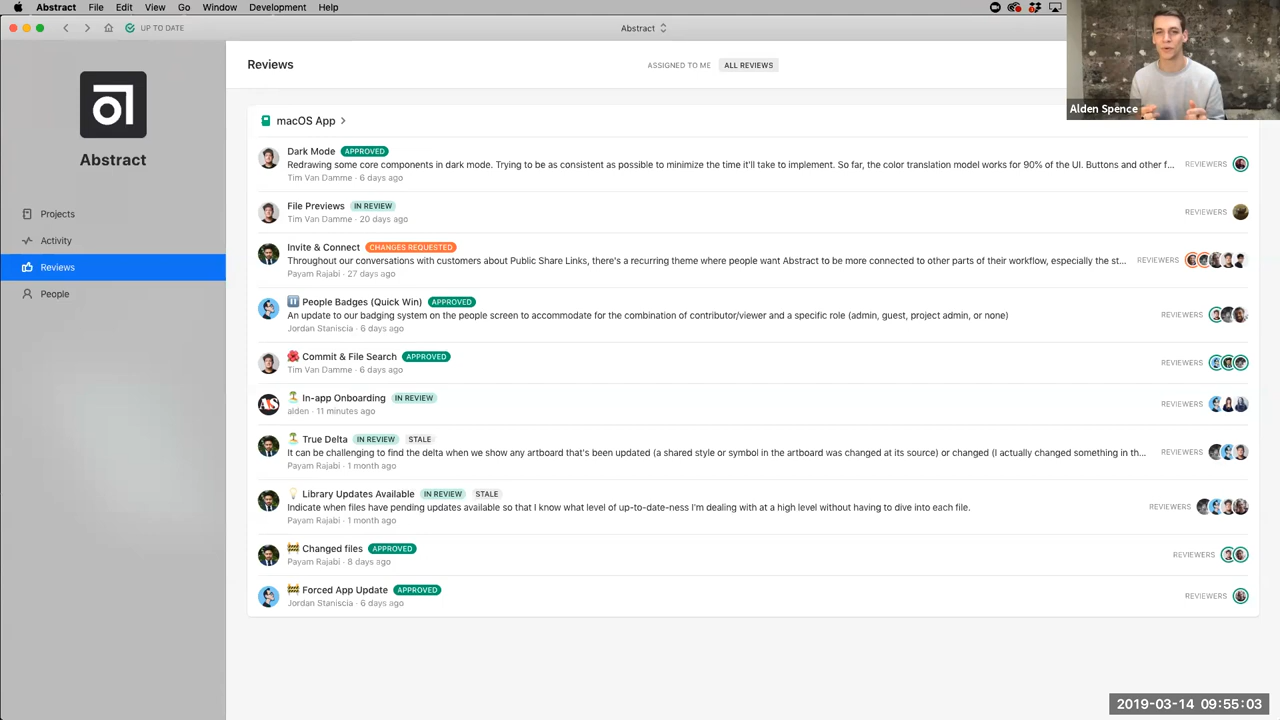 Abstract File Edit View Go Window Development Help
UP TO DATE
Abstract
Alden Spence
Abstract
Projects
Activity
Reviews
People
Reviews
ASSIGNED TO ME ALL REVIEWS
macOS App
Dark Mode APPROVED
Redrawing some core components in dark mode. Trying to be as consistent as possible to minimize the time it'll take to implement. So far, the color translation model works for 90% of the UI. Buttons and other f...
REVIEWERS
Tim Van Damme · 6 days ago
File Previews IN REVIEW
REVIEWERS
Tim Van Damme · 20 days ago
Invite & Connect CHANGES REQUESTED
Throughout our conversations with customers about Public Share Links, there's a recurring theme where people want Abstract to be more connected to other parts of their workflow, especially the st...
REVIEWERS
Payam Rajabi · 27 days ago
People Badges (Quick Win) APPROVED
An update to our badging system on the people screen to accommodate for the combination of contributor/viewer and a specific role (admin, guest, project admin, or none)
REVIEWERS
Jordan Staniscia · 6 days ago
Commit & File Search APPROVED
REVIEWERS
Tim Van Damme · 6 days ago
In-app Onboarding IN REVIEW
REVIEWERS
alden · 11 minutes ago
True Delta IN REVIEW STALE
It can be challenging to find the delta when we show any artboard that's been updated (a shared style or symbol in the artboard was changed at its source) or changed (I actually changed something in th...
REVIEWERS
Payam Rajabi · 1 month ago
Library Updates Available IN REVIEW STALE
Indicate when files have pending updates available so that I know what level of up-to-date-ness I'm dealing with at a high level without having to dive into each file.
REVIEWERS
Payam Rajabi · 1 month ago
Changed files APPROVED
REVIEWERS
Payam Rajabi · 8 days ago
Forced App Update APPROVED
REVIEWERS
Jordan Staniscia · 6 days ago
2019-03-14 09:55:03